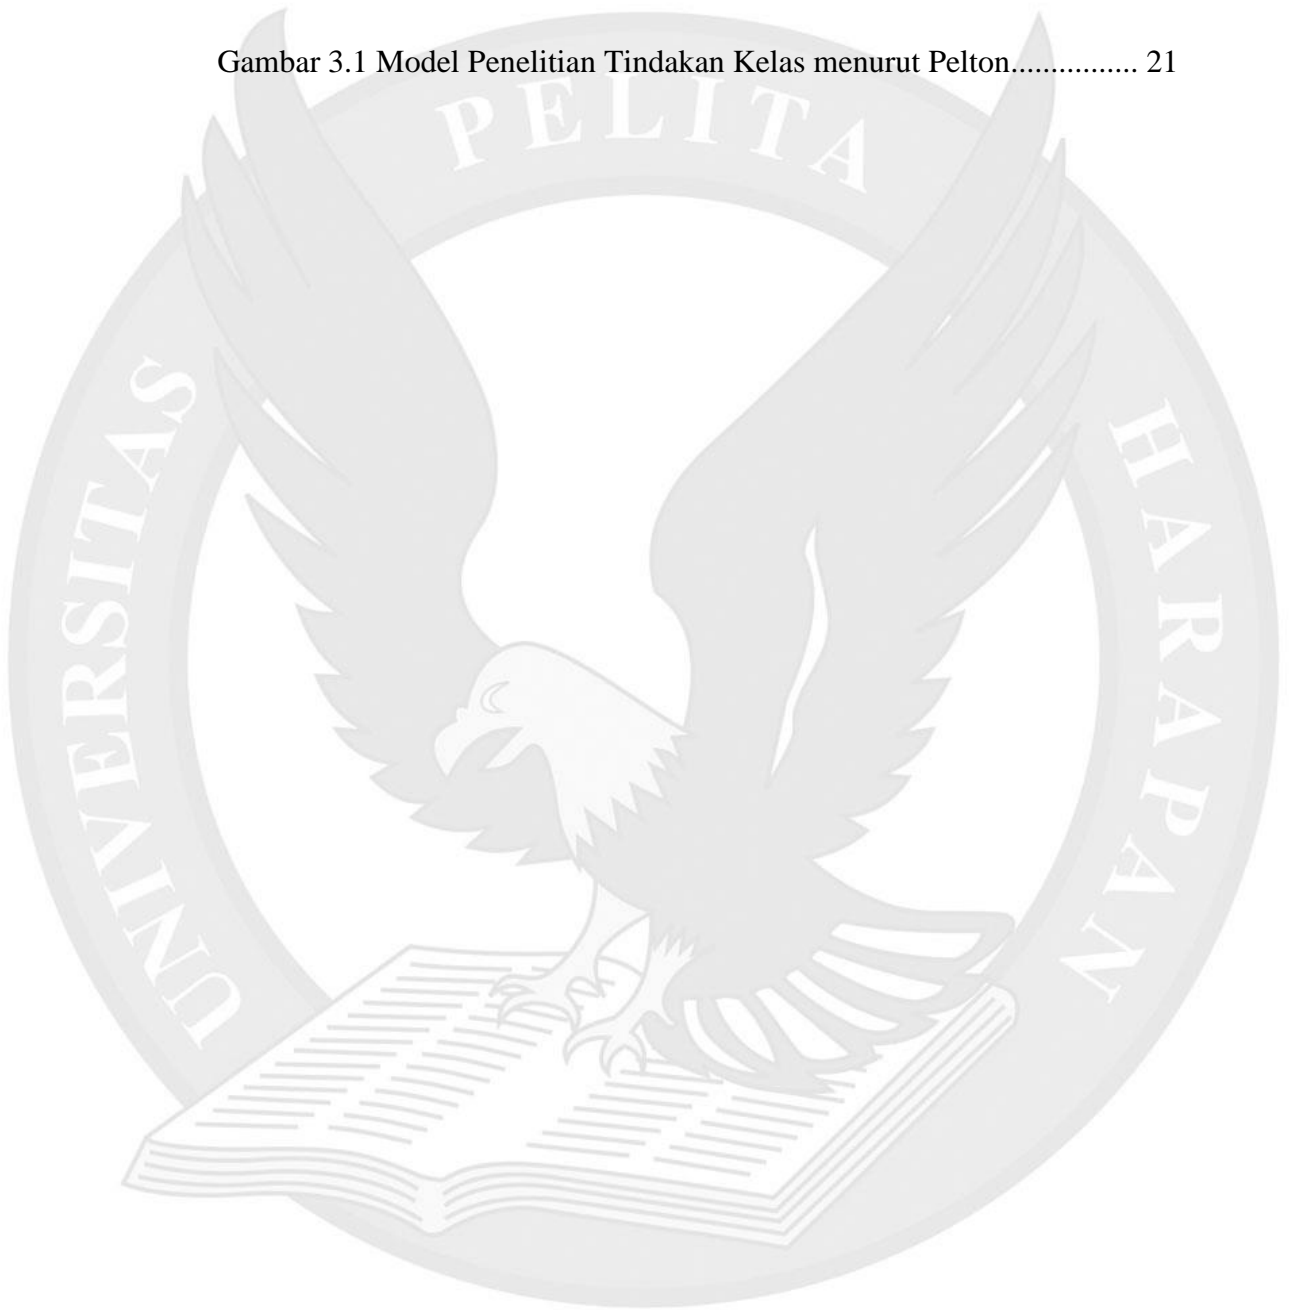 Gambar 3.1 Model Penelitian Tindakan Kelas menurut Pelton............... 21
UNIVERSITAS PELITA HARAPAN